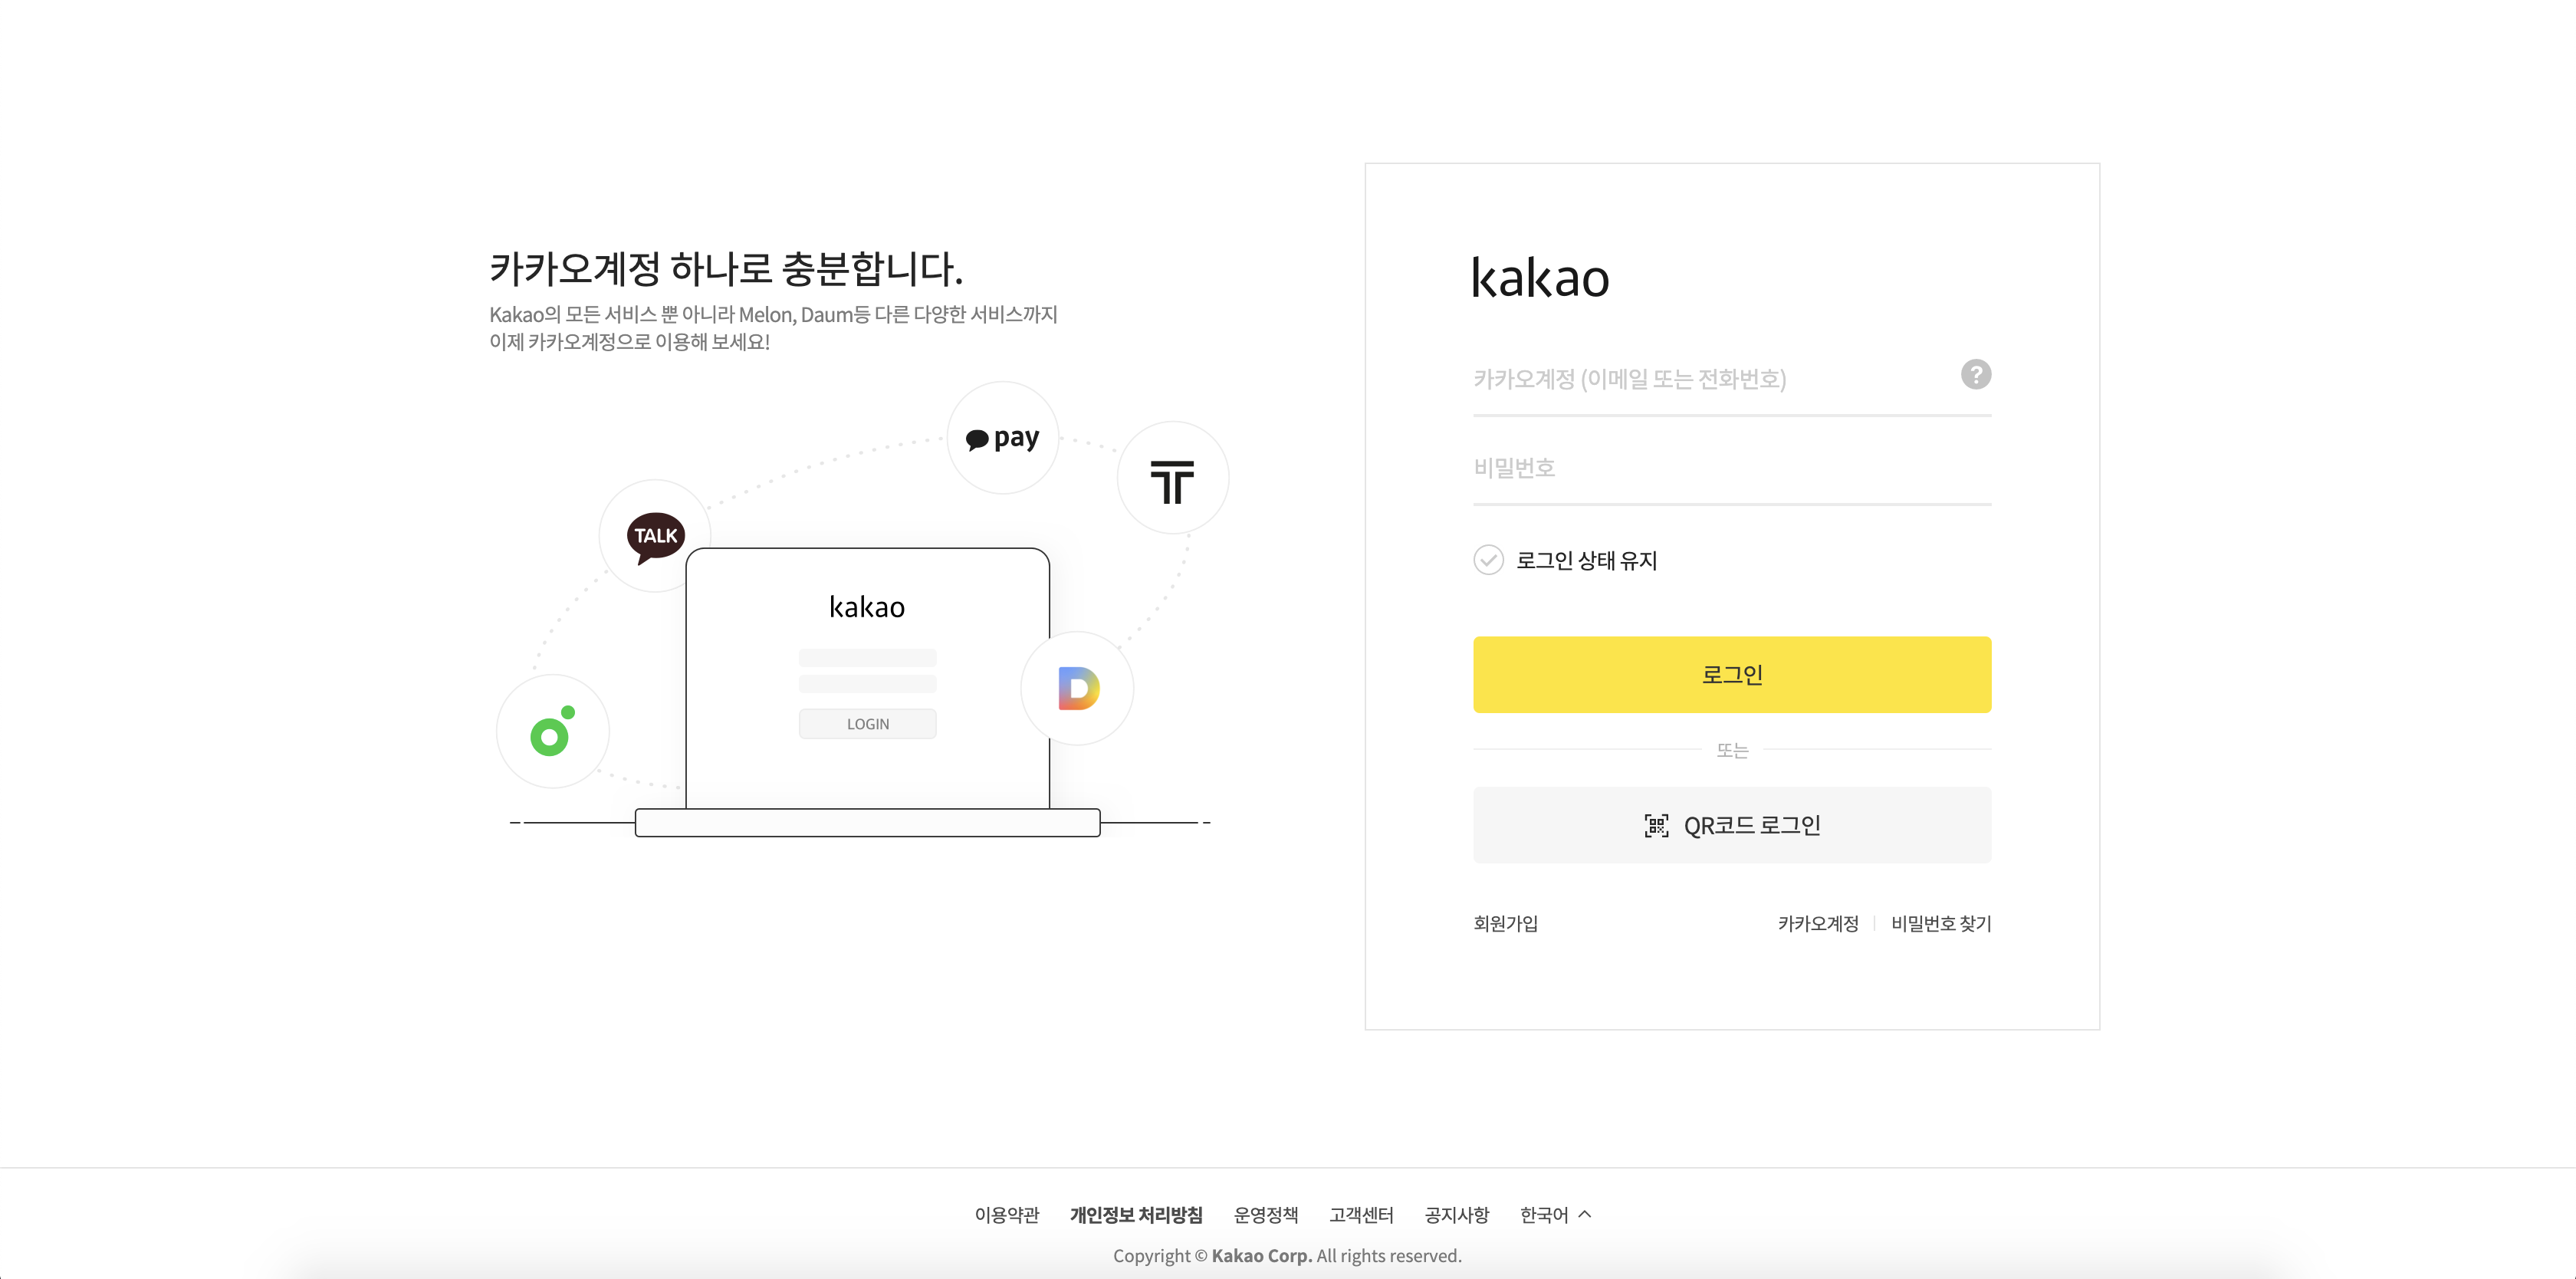 카카오계정 하나로 충분합니다.
Kakao의 모든 서비스 뿐 아니라 Melon, Daum등 다른 다양한 서비스까지
이제 카카오계정으로 이용해 보세요!
pay
TALK
kakao
LOGIN
kakao
카카오계정 (이메일 또는 전화번호)
비밀번호
로그인 상태 유지
로그인
또는
QR코드 로그인
회원가입 카카오계정 비밀번호 찾기
이용약관 개인정보 처리방침 운영정책 고객센터 공지사항 한국어
Copyright © Kakao Corp. All rights reserved.